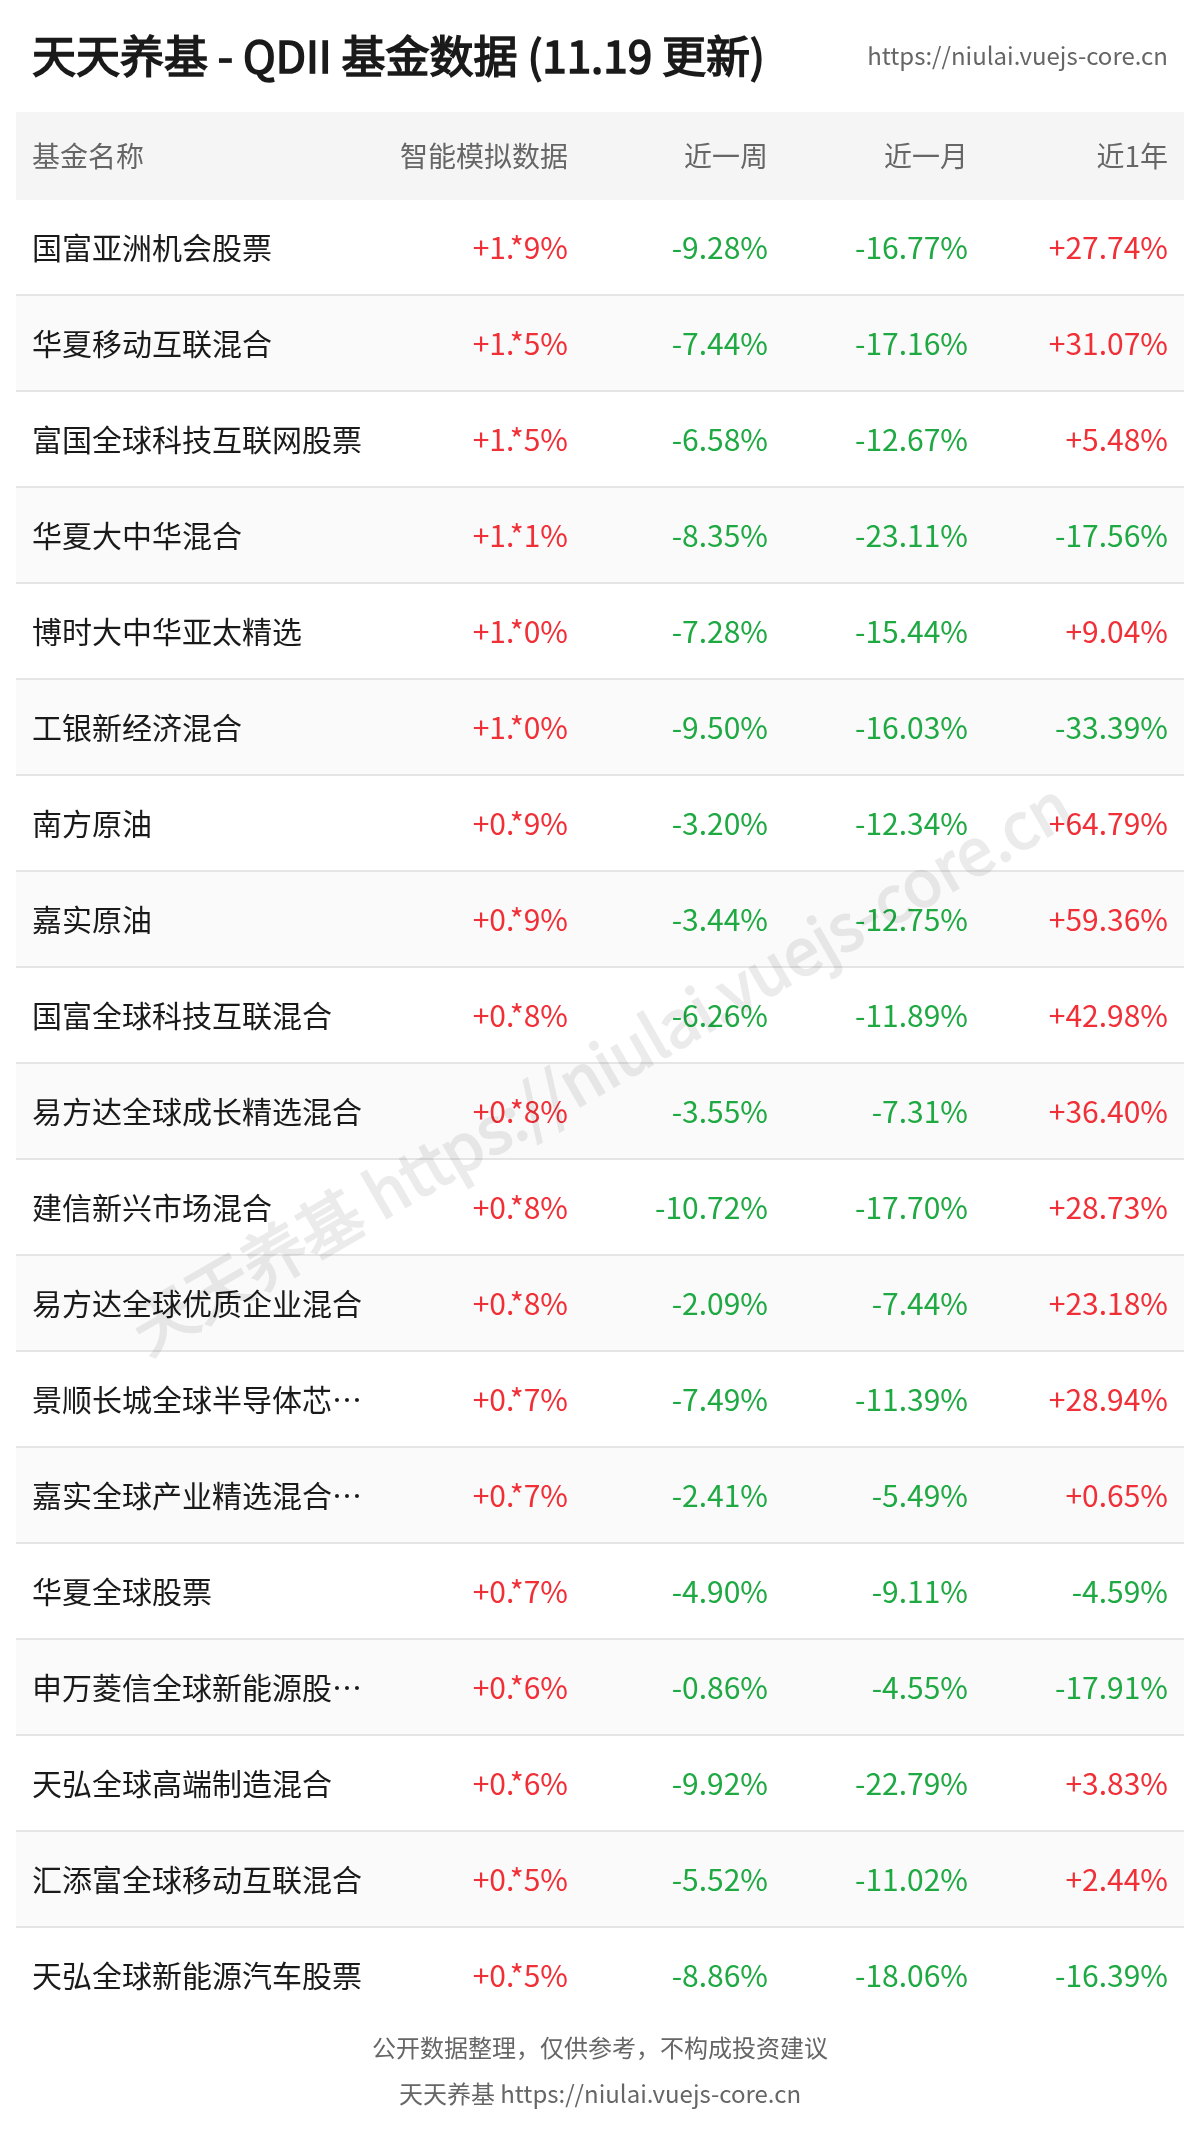 天天养基 - QDII 基金数据 (11.19 更新) https://niulai.vuejs-core.cn
基金名称 智能模拟数据 近一周 近一月 近1年
国富亚洲机会股票 +1.*9% -9.28% -16.77% +27.74%
华夏移动互联混合 +1.*5% -7.44% -17.16% +31.07%
富国全球科技互联网股票 +1.*5% -6.58% -12.67% +5.48%
华夏大中华混合 +1.*1% -8.35% -23.11% -17.56%
博时大中华亚太精选 +1.*0% -7.28% -15.44% +9.04%
工银新经济混合 +1.*0% -9.50% -16.03% -33.39%
南方原油 +0.*9% -3.20% -12.34% +64.79%
嘉实原油 +0.*9% -3.44% -12.75% +59.36%
国富全球科技互联混合 +0.*8% -6.26% -11.89% +42.98%
易方达全球成长精选混合 +0.*8% -3.55% -7.31% +36.40%
建信新兴市场混合 +0.*8% -10.72% -17.70% +28.73%
易方达全球优质企业混合 +0.*8% -2.09% -7.44% +23.18%
景顺长城全球半导体芯… +0.*7% -7.49% -11.39% +28.94%
嘉实全球产业精选混合… +0.*7% -2.41% -5.49% +0.65%
华夏全球股票 +0.*7% -4.90% -9.11% -4.59%
申万菱信全球新能源股… +0.*6% -0.86% -4.55% -17.91%
天弘全球高端制造混合 +0.*6% -9.92% -22.79% +3.83%
汇添富全球移动互联混合 +0.*5% -5.52% -11.02% +2.44%
天弘全球新能源汽车股票 +0.*5% -8.86% -18.06% -16.39%
天天养基 https://niulai.vuejs-core.cn
公开数据整理，仅供参考，不构成投资建议
天天养基 https://niulai.vuejs-core.cn